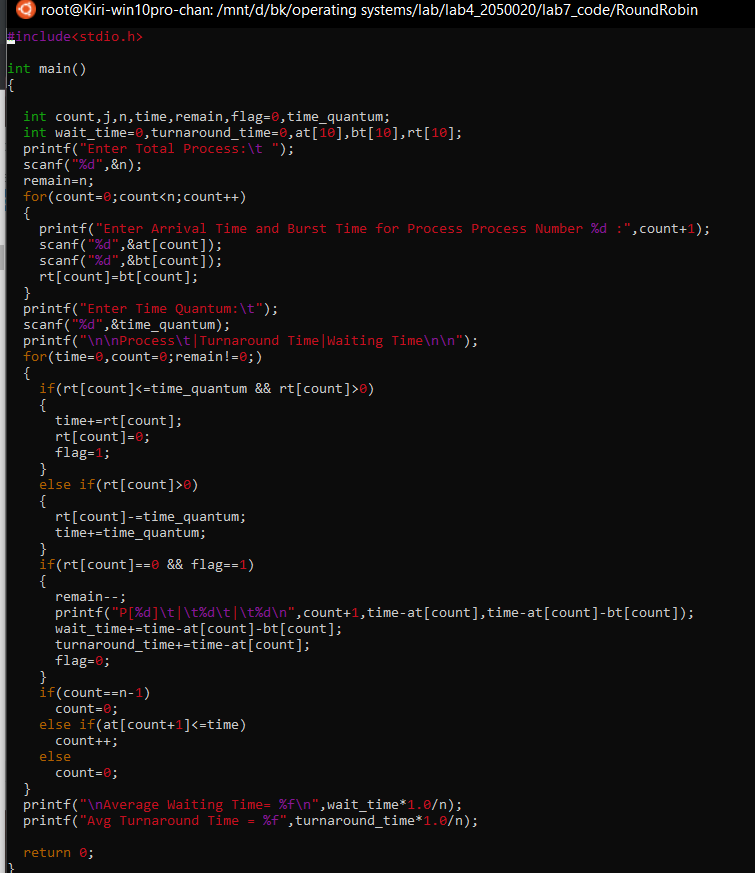 root@Kiri-win10pro-chan: /mnt/d/bk/operating systems/lab/lab4_2050020/lab7_code/RoundRobin
#include<stdio.h>
int main()
{
int count,j,n,time,remain,flag=0,time_quantum;
int wait_time=0,turnaround_time=0,at[10],bt[10],rt[10];
printf("Enter Total Process:\t ");
scanf("%d",&n);
remain=n;
for(count=0;count<n;count++)
{
printf("Enter Arrival Time and Burst Time for Process Process Number %d :",count+1);
scanf("%d",&at[count]);
scanf("%d",&bt[count]);
rt[count]=bt[count];
}
printf("Enter Time Quantum:\t");
scanf("%d",&time_quantum);
printf("\n\nProcess\t|Turnaround Time|Waiting Time\n\n");
for(time=0,count=0;remain!=0;)
{
if(rt[count]<=time_quantum && rt[count]>0)
{
time+=rt[count];
rt[count]=0;
flag=1;
}
else if(rt[count]>0)
{
rt[count]-=time_quantum;
time+=time_quantum;
}
if(rt[count]==0 && flag==1)
{
remain--;
printf("P[%d]\t|\t%d\t|\t%d\n",count+1,time-at[count],time-at[count]-bt[count]);
wait_time+=time-at[count]-bt[count];
turnaround_time+=time-at[count];
flag=0;
}
if(count==n-1)
count=0;
else if(at[count+1]<=time)
count++;
else
count=0;
}
printf("\nAverage Waiting Time= %f\n",wait_time*1.0/n);
printf("Avg Turnaround Time = %f",turnaround_time*1.0/n);
return 0;
}